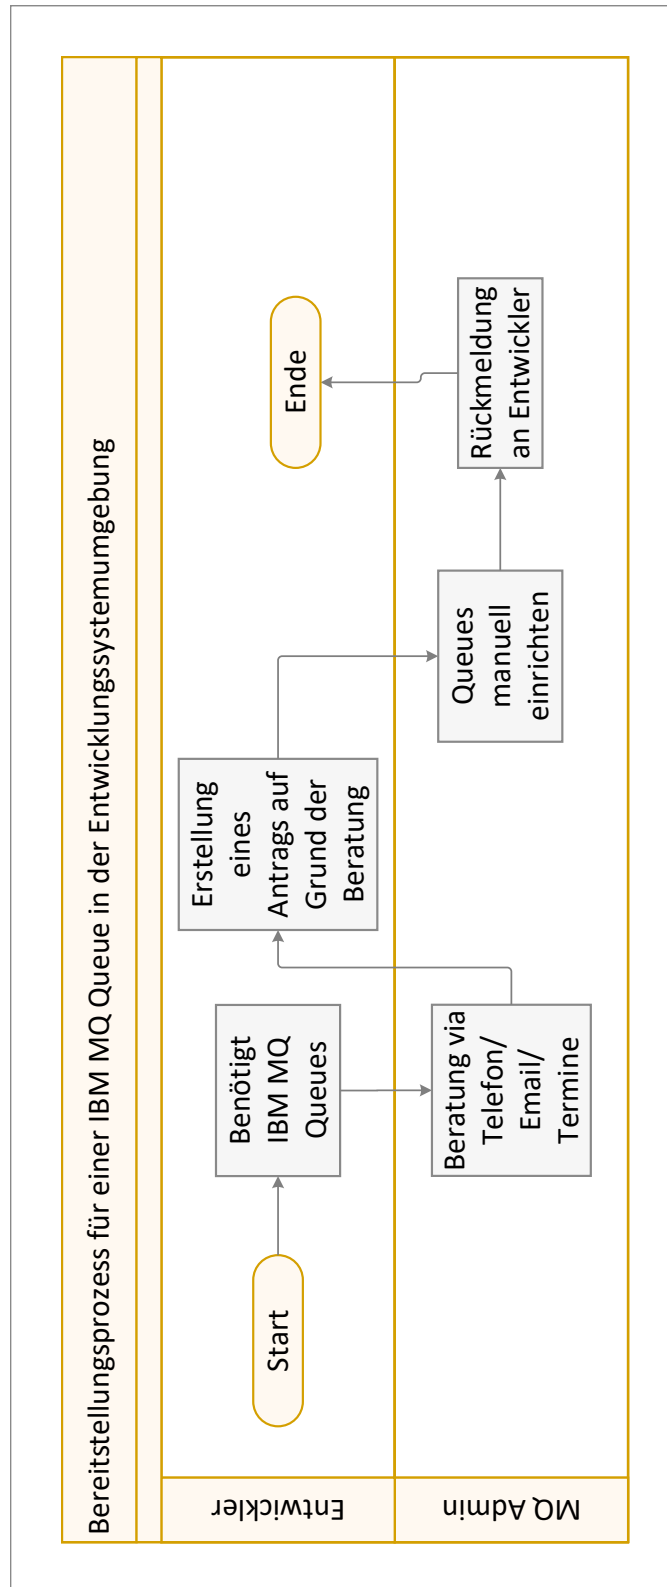 Bereitstellungsprozess für einer IBM MQ Queue in der Entwicklungssystemumgebung
Entwickler
Start
Benötigt
IBM MQ
Queues
Erstellung
eines
Antrags auf
Grund der
Beratung
Ende
MQ Admin
Beratung via
Telefon/
Email/
Termine
Queues
manuell
einrichten
Rückmeldung
an Entwickler